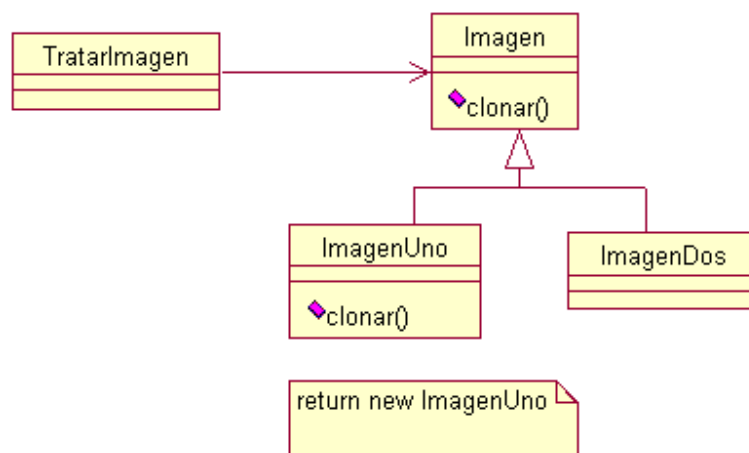 TratarImagen
Imagen
clonar()
ImagenUno
clonar()
ImagenDos
return new ImagenUno